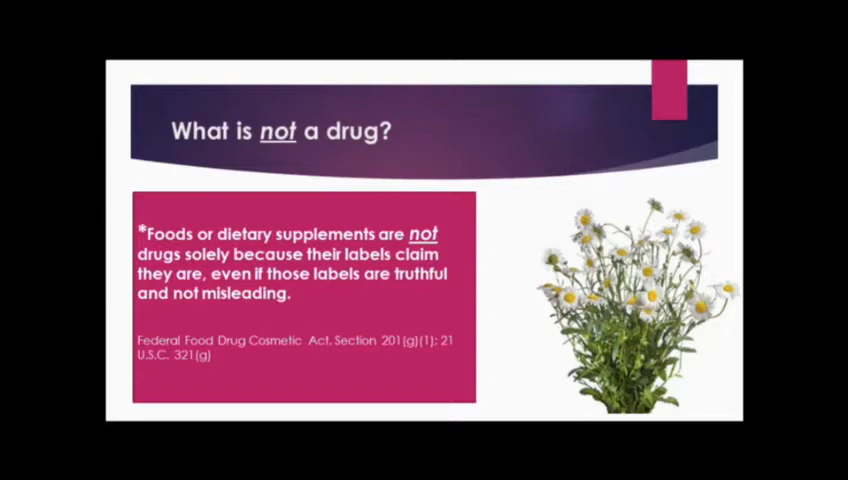 What is not a drug?
*Foods or dietary supplements are not
drugs solely because their labels claim
they are, even if those labels are truthful
and not misleading.
Federal Food Drug Cosmetic Act. Section 201(g)(1); 21
U.S.C. 321(g)